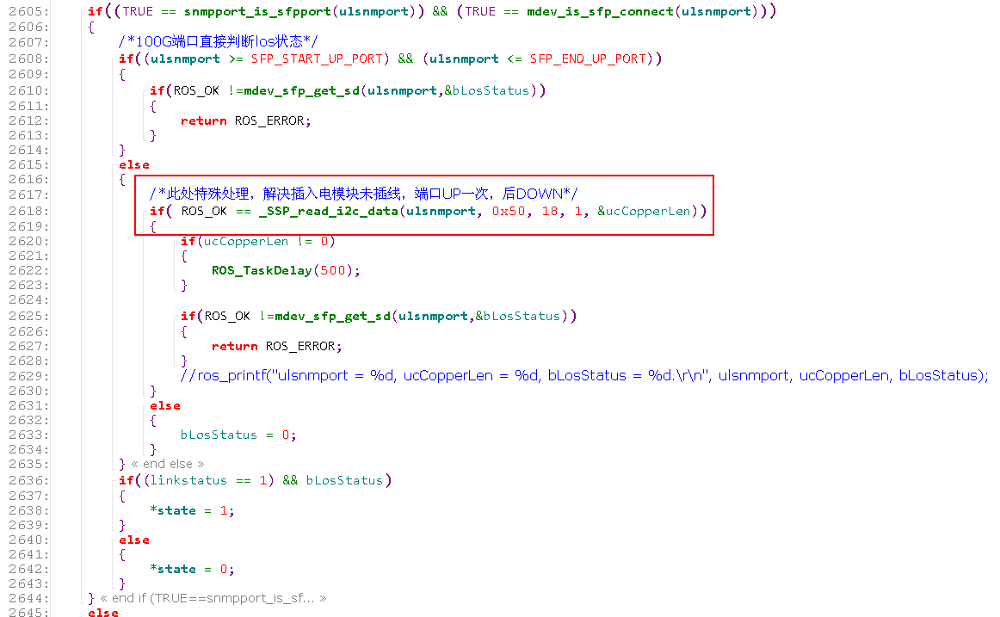 2605: if((TRUE == snmpport_is_sfpport(ulsnmport)) && (TRUE == mdev_is_sfp_connect(ulsnmport)))
2606: {
2607: /*100G端口直接判断los状态*/
2608: if((ulsnmport >= SFP_START_UP_PORT) && (ulsnmport <= SFP_END_UP_PORT))
2609: {
2610: if(ROS_OK !=mdev_sfp_get_sd(ulsnmport,&bLosStatus))
2611: {
2612: return ROS_ERROR;
2613: }
2614: }
2615: else
2616: {
2617: /*此处特殊处理，解决插入电模块未插线，端口UP一次，后DOWN*/
2618: if( ROS_OK == _SSP_read_i2c_data(ulsnmport, 0x50, 18, 1, &ucCopperLen))
2619: {
2620: if(ucCopperLen != 0)
2621: {
2622: ROS_TaskDelay(500);
2623: }
2624:
2625: if(ROS_OK !=mdev_sfp_get_sd(ulsnmport,&bLosStatus))
2626: {
2627: return ROS_ERROR;
2628: }
2629: //ros_printf("ulsnmport = %d, ucCopperLen = %d, bLosStatus = %d.\r\n", ulsnmport, ucCopperLen, bLosStatus);
2630: }
2631: else
2632: {
2633: bLosStatus = 0;
2634: }
2635: } « end else »
2636: if((linkstatus == 1) && bLosStatus)
2637: {
2638: *state = 1;
2639: }
2640: else
2641: {
2642: *state = 0;
2643: }
2644: } « end if (TRUE==snmpport_is_sf... »
2645: else